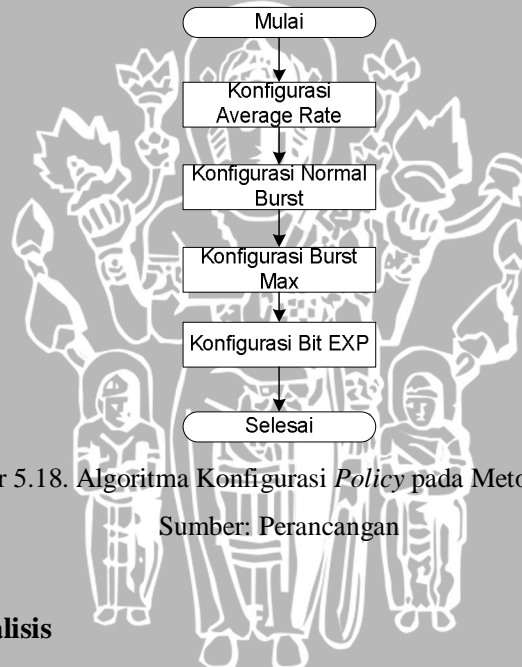 Mulai
Konfigurasi
Average Rate
Konfigurasi Normal
Burst
Konfigurasi Burst
Max
Konfigurasi Bit EXP
Selesai
r 5.18. Algoritma Konfigurasi Policy pada Meto
Sumber: Perancangan
alisis